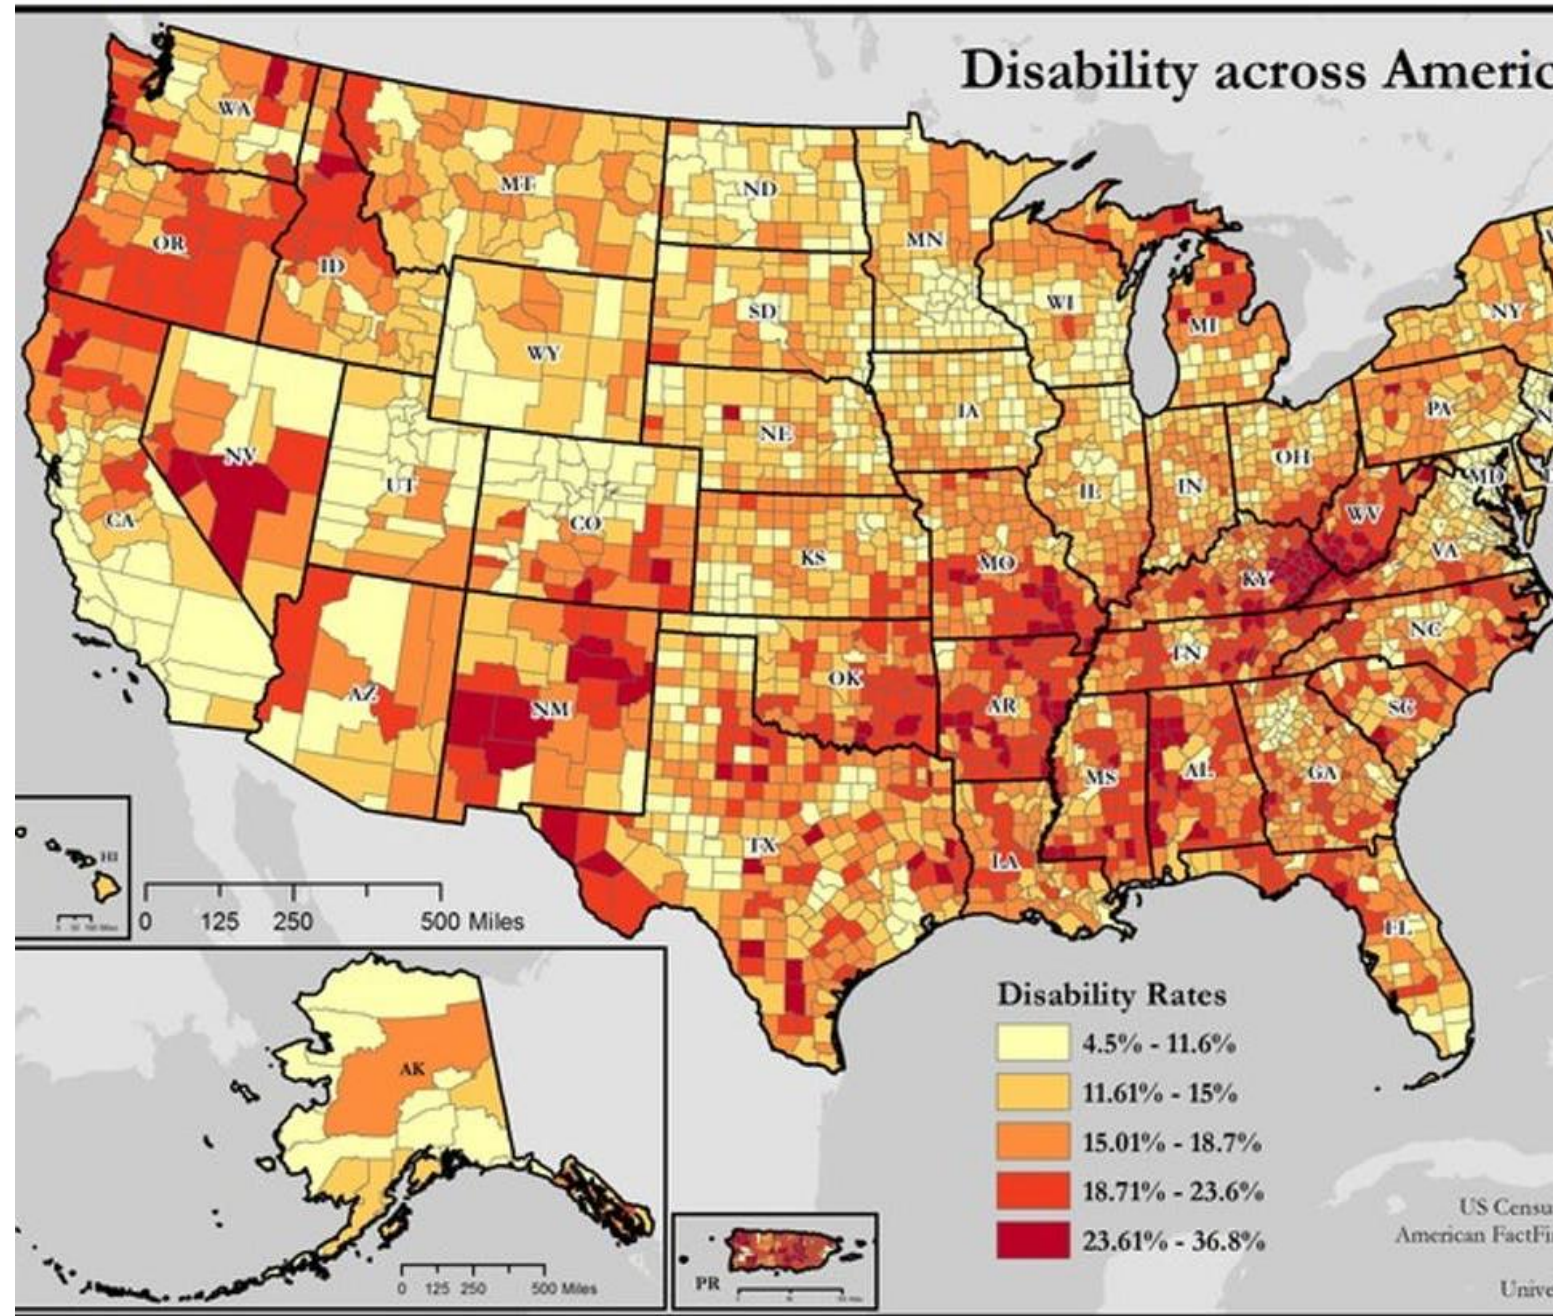 Disability across Americ
WA
MT
ND
MN
OR
ID
SD
WI
MI
NY
WY
IA
PA
NE
NV
OH
UT
IL
IN
MD
CO
WV
CA
KS
MO
VA
KY
NC
TN
OK
AZ
NM
AR
SC
MS
AL
GA
TX
LA
FL
HI
0 125 250 500 Miles
AK
0 125 250 500 Miles
PR
Disability Rates
4.5% - 11.6%
11.61% - 15%
15.01% - 18.7%
18.71% - 23.6%
23.61% - 36.8%
US Censu
American FactFi
Unive